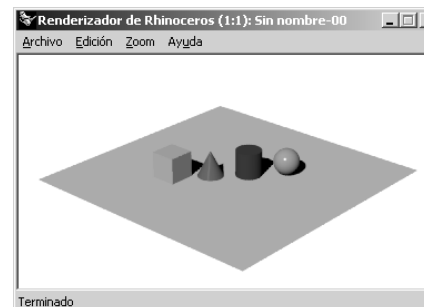 Renderizador de Rhinoceros (1:1): Sin nombre-00
Archivo Edición Zoom Ayuda
Terminado